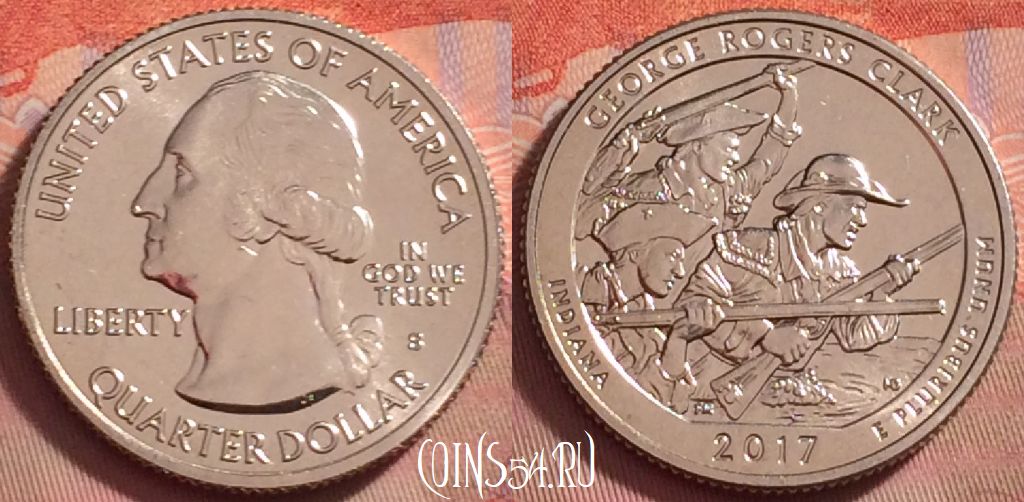 UNITED STATES OF AMERICA
LIBERTY
IN
GOD WE
TRUST
S
QUARTER DOLLAR
GEORGE ROGERS CLARK
INDIANA
2017
E PLURIBUS UNUM
COINS54.RU